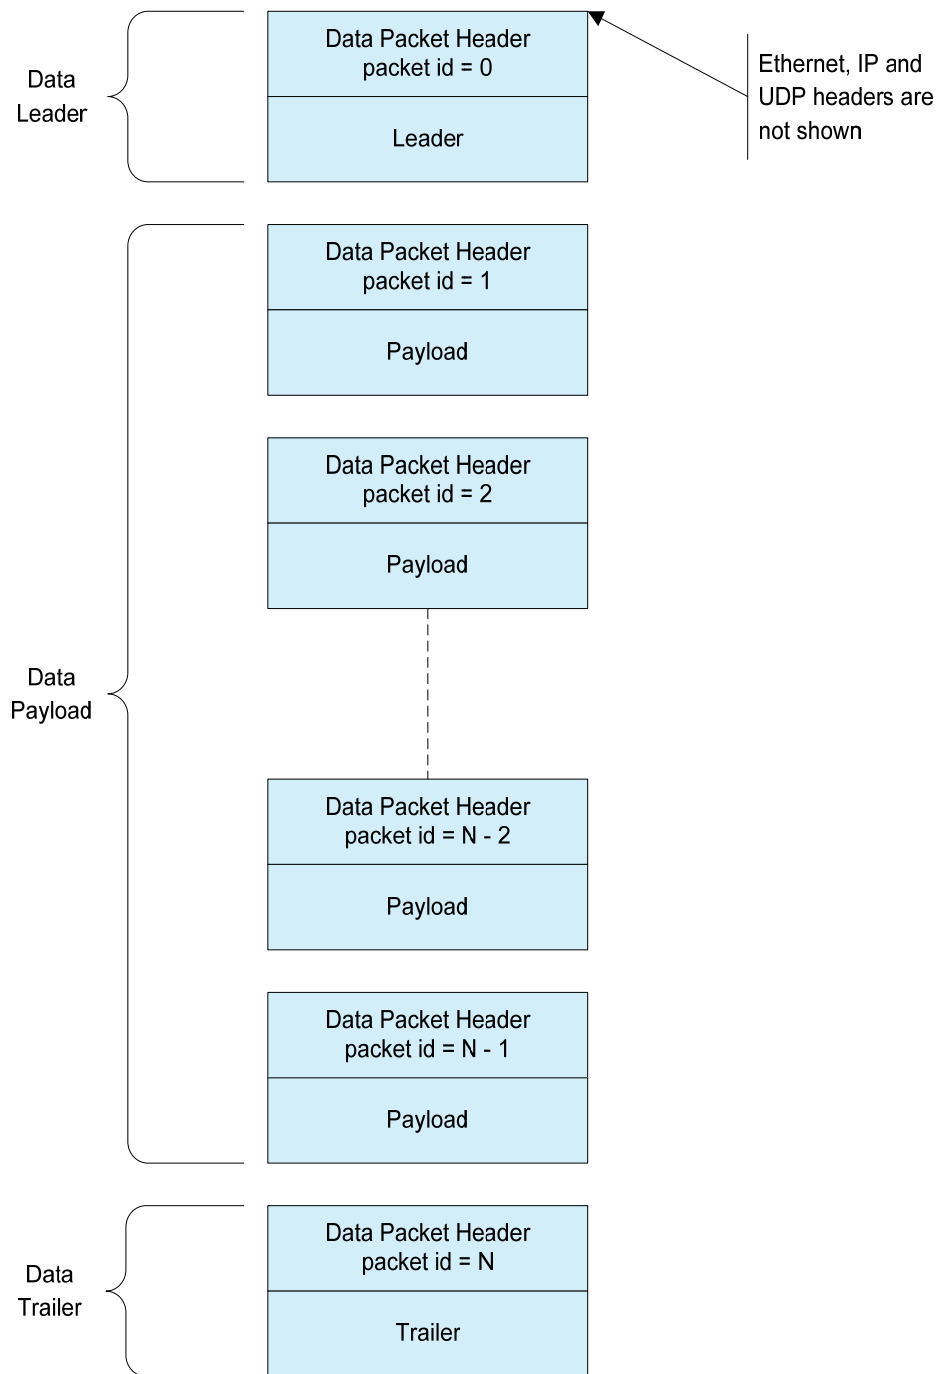 Data Packet Header
packet id = 0
Data
Leader
Leader
Ethernet, IP and
UDP headers are
not shown
Data Packet Header
packet id = 1
Payload
Data Packet Header
packet id = 2
Payload
Data
Payload
Data Packet Header
packet id = N - 2
Payload
Data Packet Header
packet id = N - 1
Payload
Data Packet Header
packet id = N
Data
Trailer
Trailer